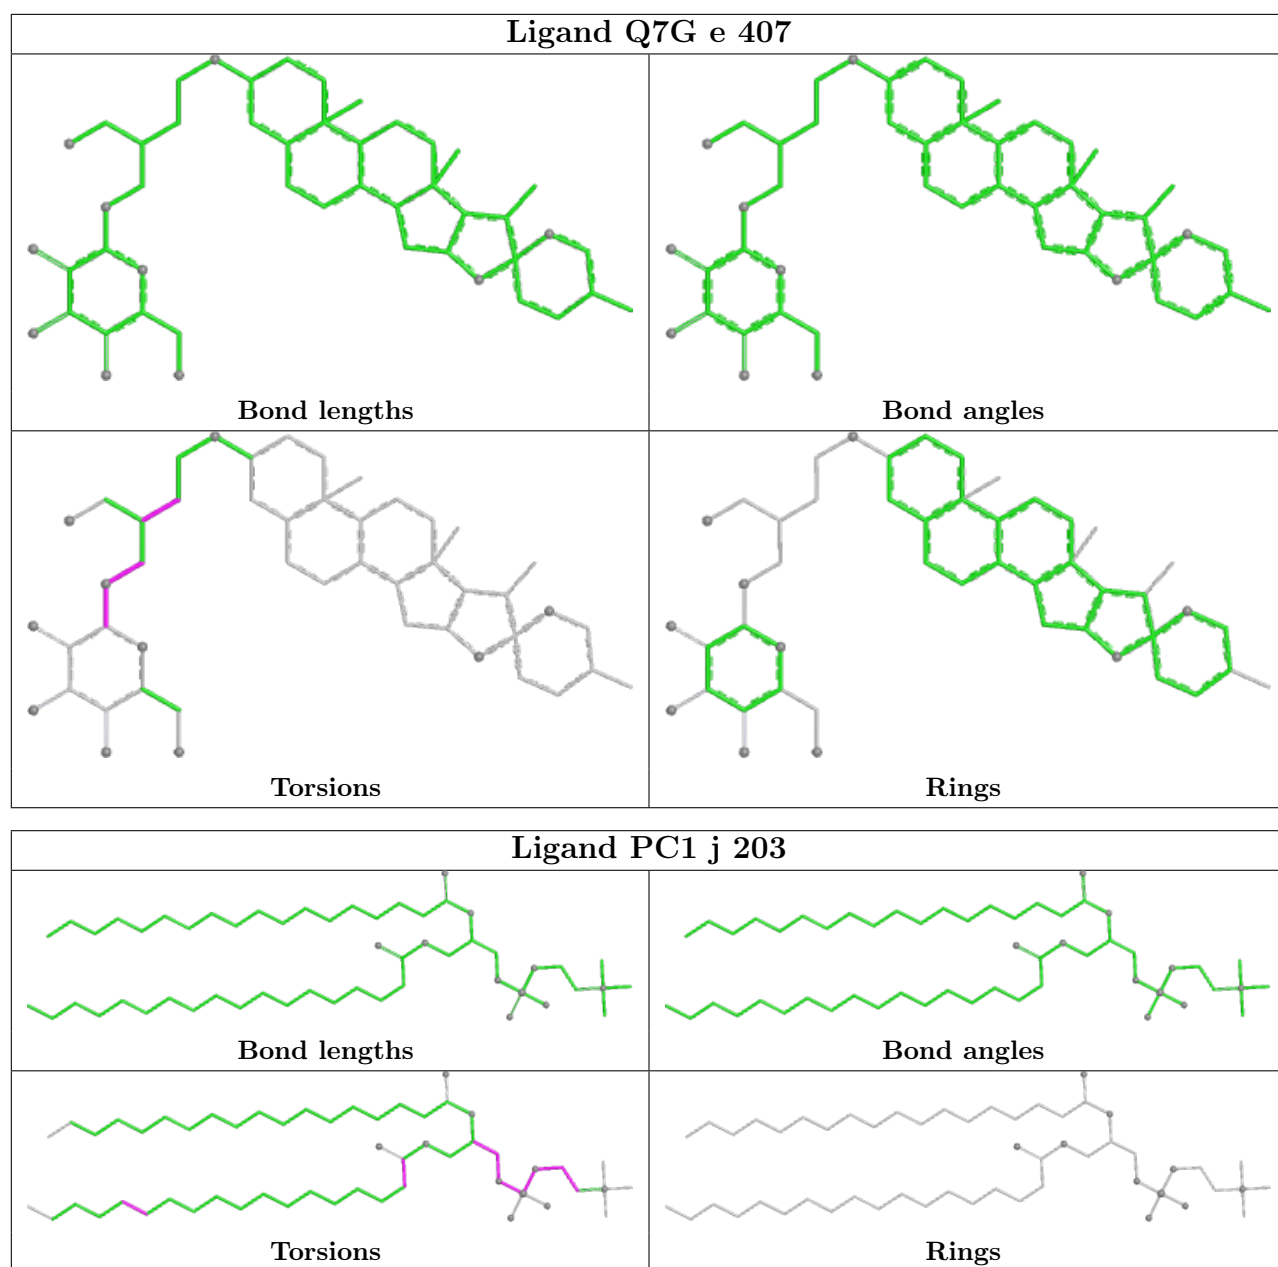 Ligand Q7G e 407
Bond lengths
Bond angles
Torsions
Rings
Ligand PC1 j 203
Bond lengths
Bond angles
Torsions
Rings